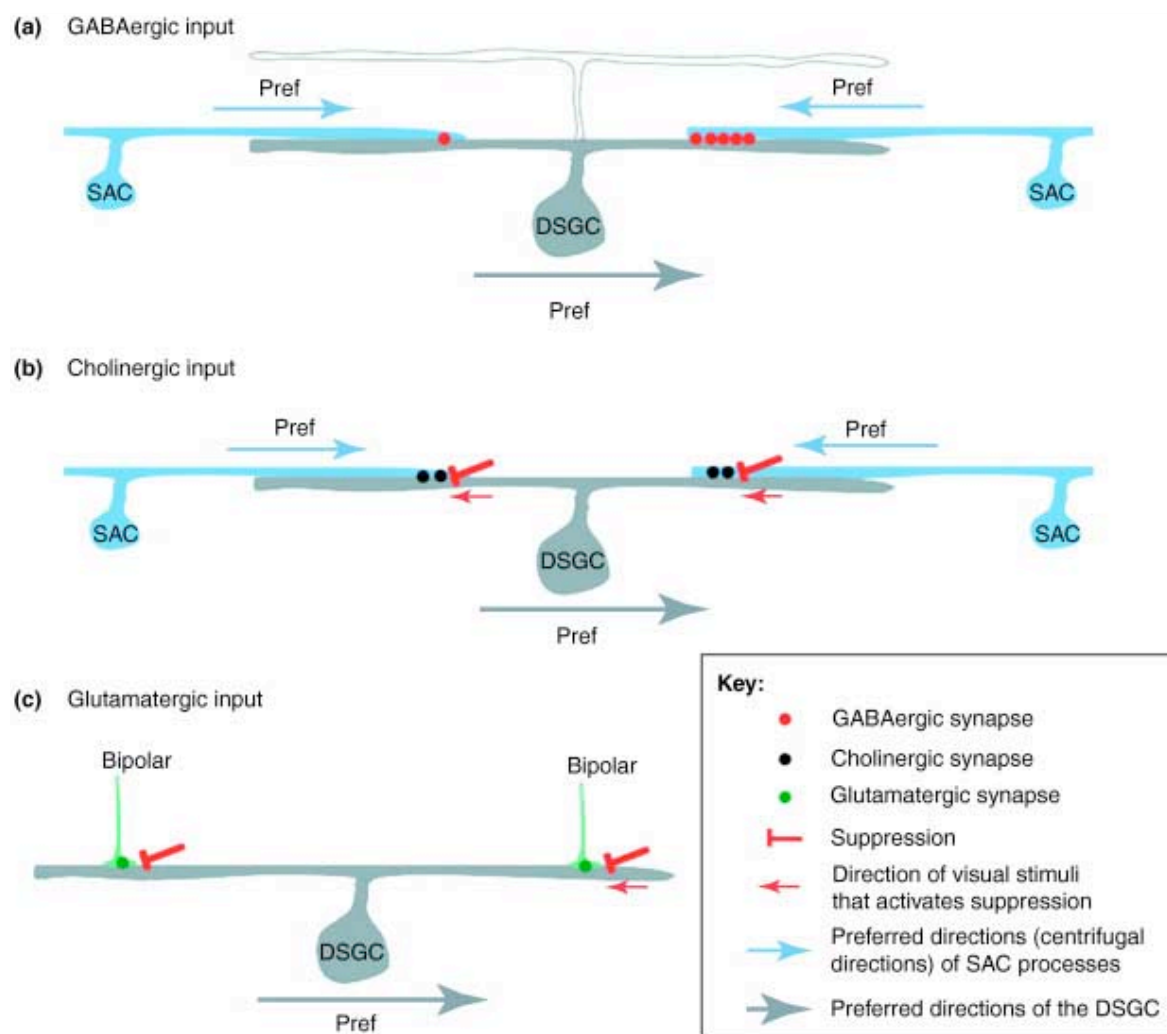 (a) GABAergic input
Pref
Pref
SAC
SAC
DSGC
Pref
(b) Cholinergic input
Pref
Pref
SAC
SAC
DSGC
Pref
(c) Glutamatergic input
Bipolar
Bipolar
DSGC
Pref
Key:
GABAergic synapse
Cholinergic synapse
Glutamatergic synapse
Suppression
Direction of visual stimuli
that activates suppression
Preferred directions (centrifugal
directions) of SAC processes
Preferred directions of the DSGC